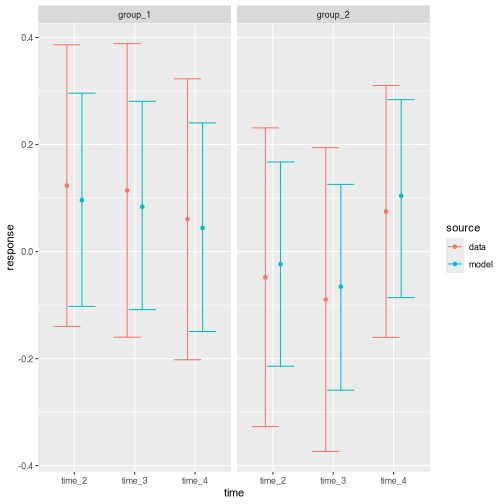 group_1
group_2
response
0.4
0.2
0.0
-0.2
-0.4
time_2
time_3
time_4
time_2
time_3
time_4
time
source
data
model